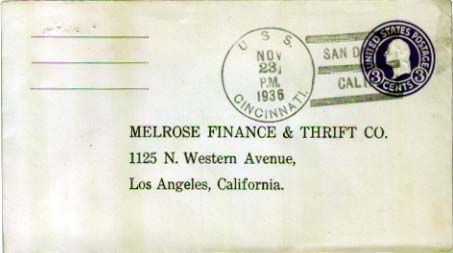 U. S. S.
NOV
23
P.M.
1936
CINCINNATI.
SAN D
CALI
UNITED STATES POSTAGE
3 3
CENTS
MELROSE FINANCE & THRIFT CO.
1125 N. Western Avenue,
Los Angeles, California.